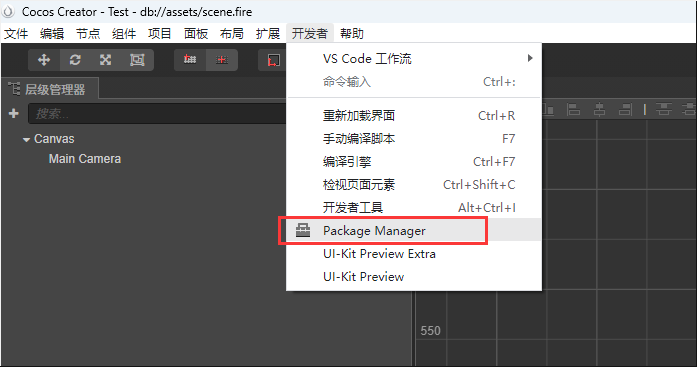 Cocos Creator - Test - db://assets/scene.fire
文件 编辑 节点 组件 项目 面板 布局 扩展 开发者 帮助
VS Code 工作流
命令输入 Ctrl+:
层级管理器
重新加载界面 Ctrl+R
搜索...
手动编译脚本 F7
Canvas
Main Camera
编译引擎 Ctrl+F7
检视页面元素 Ctrl+Shift+C
开发者工具 Alt+Ctrl+I
Package Manager
UI-Kit Preview Extra
UI-Kit Preview
550